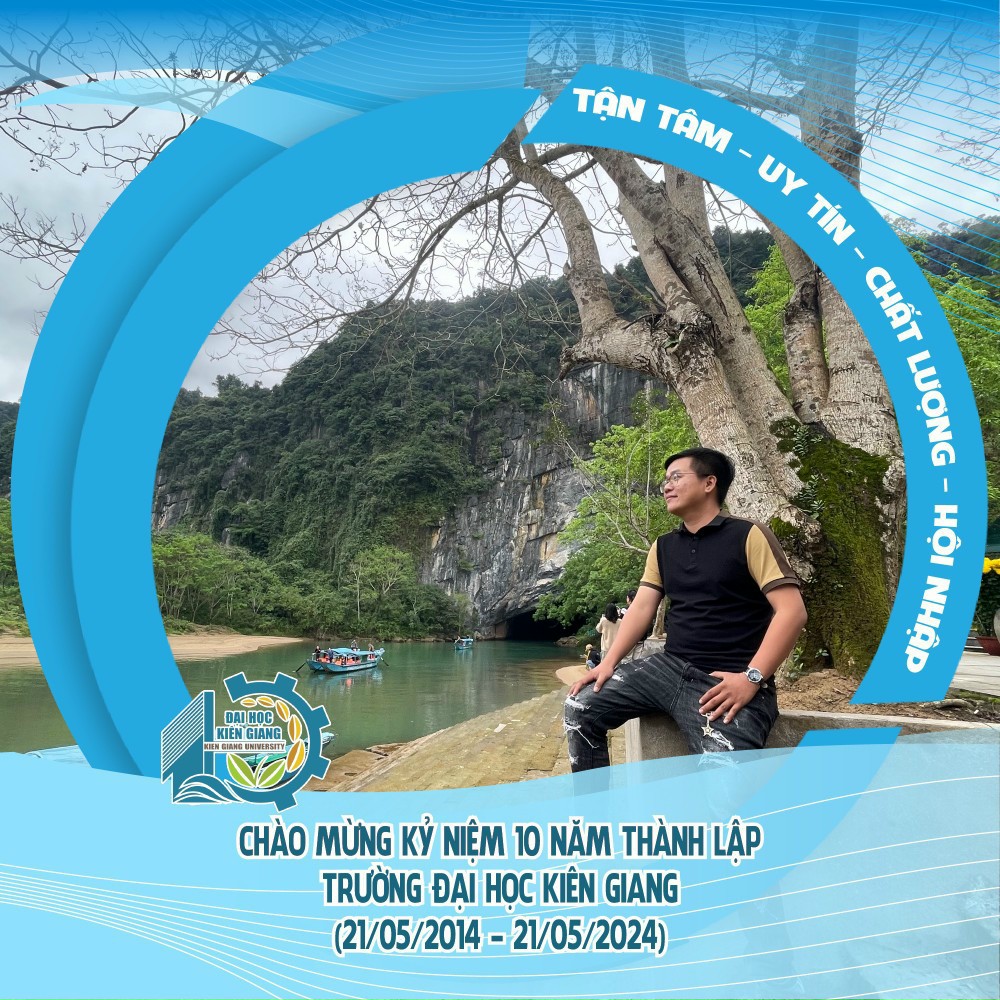 TẬN TÂM - UY TÍN - CHẤT LƯỢNG - HỘI NHẬP
ĐẠI HỌC
KIÊN GIANG
KIEN GIANG UNIVERSITY
CHÀO MỪNG KỶ NIỆM 10 NĂM THÀNH LẬP
TRƯỜNG ĐẠI HỌC KIÊN GIANG
(21/05/2014 - 21/05/2024)